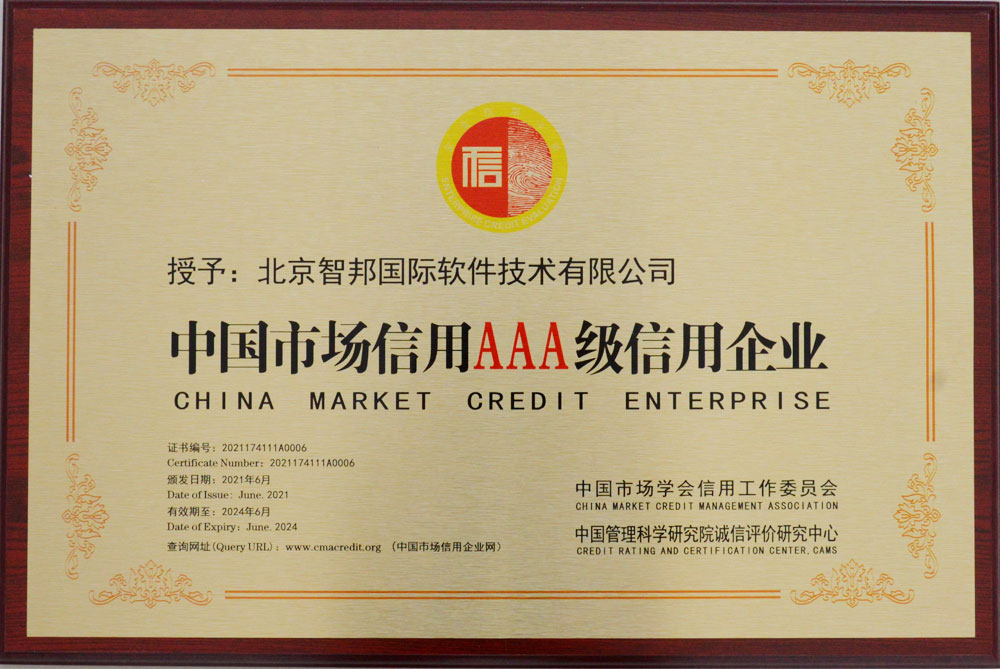 信
ENTERPRISE CREDIT EVALUATION
授予：北京智邦国际软件技术有限公司
中国市场信用AAA级信用企业
CHINA MARKET CREDIT ENTERPRISE
证书编号：2021174111A0006
Certificate Number：2021174111A0006
颁发日期：2021年6月
Date of Issue：June. 2021
有效期至：2024年6月
Date of Expiry：June. 2024
查询网址(Query URL)：www.cmacredit.org （中国市场信用企业网）
中国市场学会信用工作委员会
CHINA MARKET CREDIT MANAGEMENT ASSOCIATION
中国管理科学研究院诚信评价研究中心
CREDIT RATING AND CERTIFICATION CENTER, CAMS